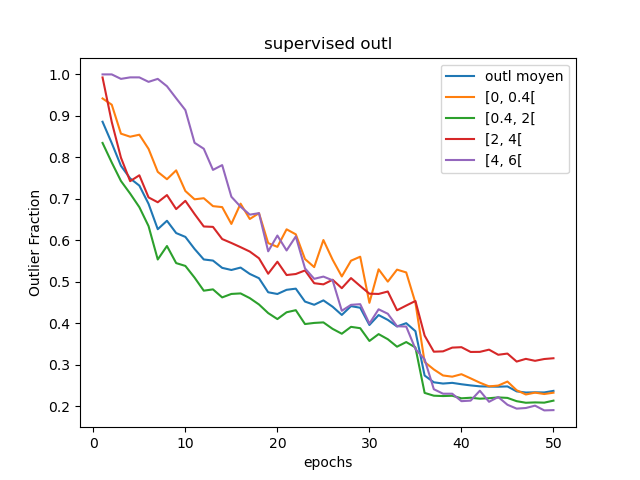 supervised outl
outl moyen
[0, 0.4[
[0.4, 2[
[2, 4[
[4, 6[
Outlier Fraction
1.0
0.9
0.8
0.7
0.6
0.5
0.4
0.3
0.2
0 10 20 30 40 50
epochs